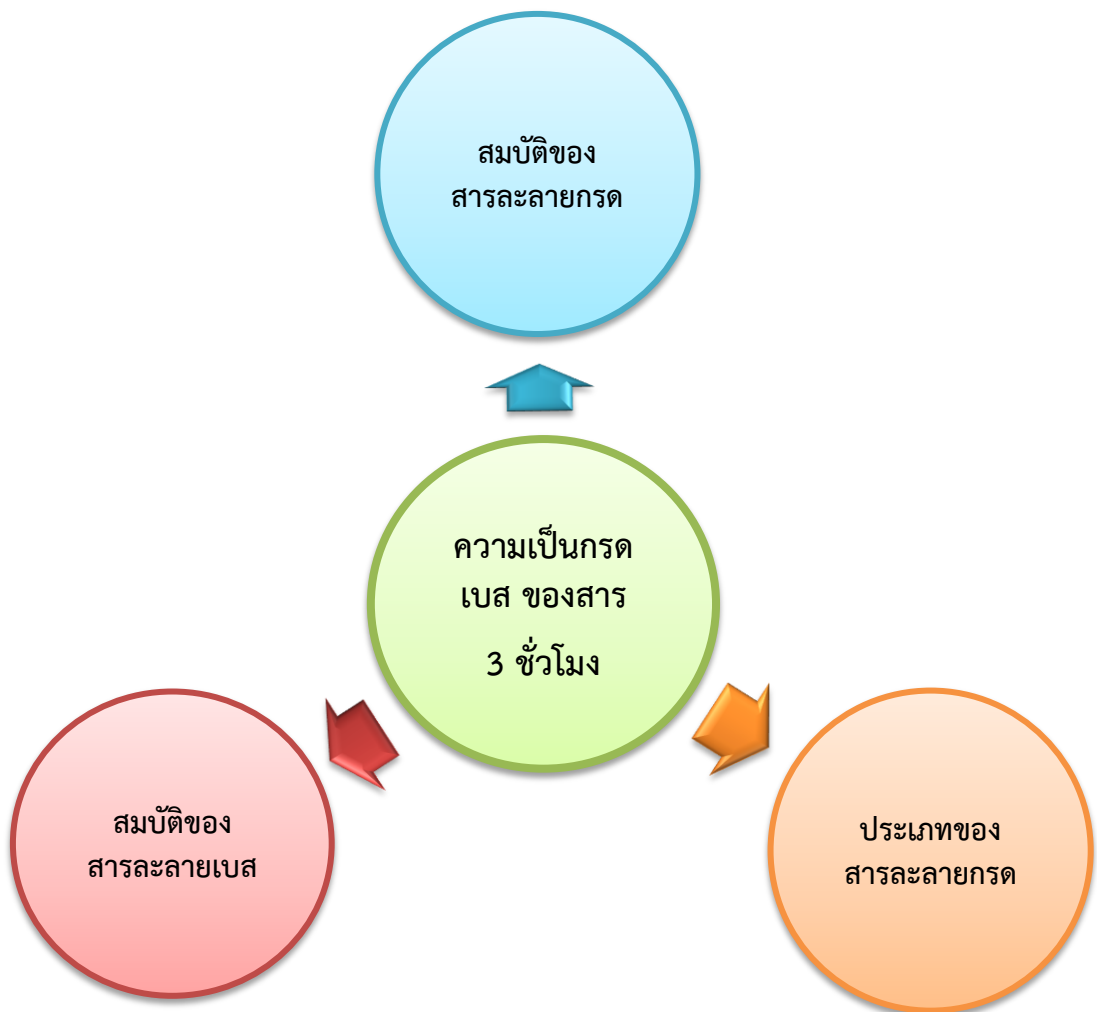 สมบัติของ
สารละลายกรด
ความเป็นกรด
เบส ของสาร
3 ชั่วโมง
สมบัติของ
สารละลายเบส
ประเภทของ
สารละลายกรด